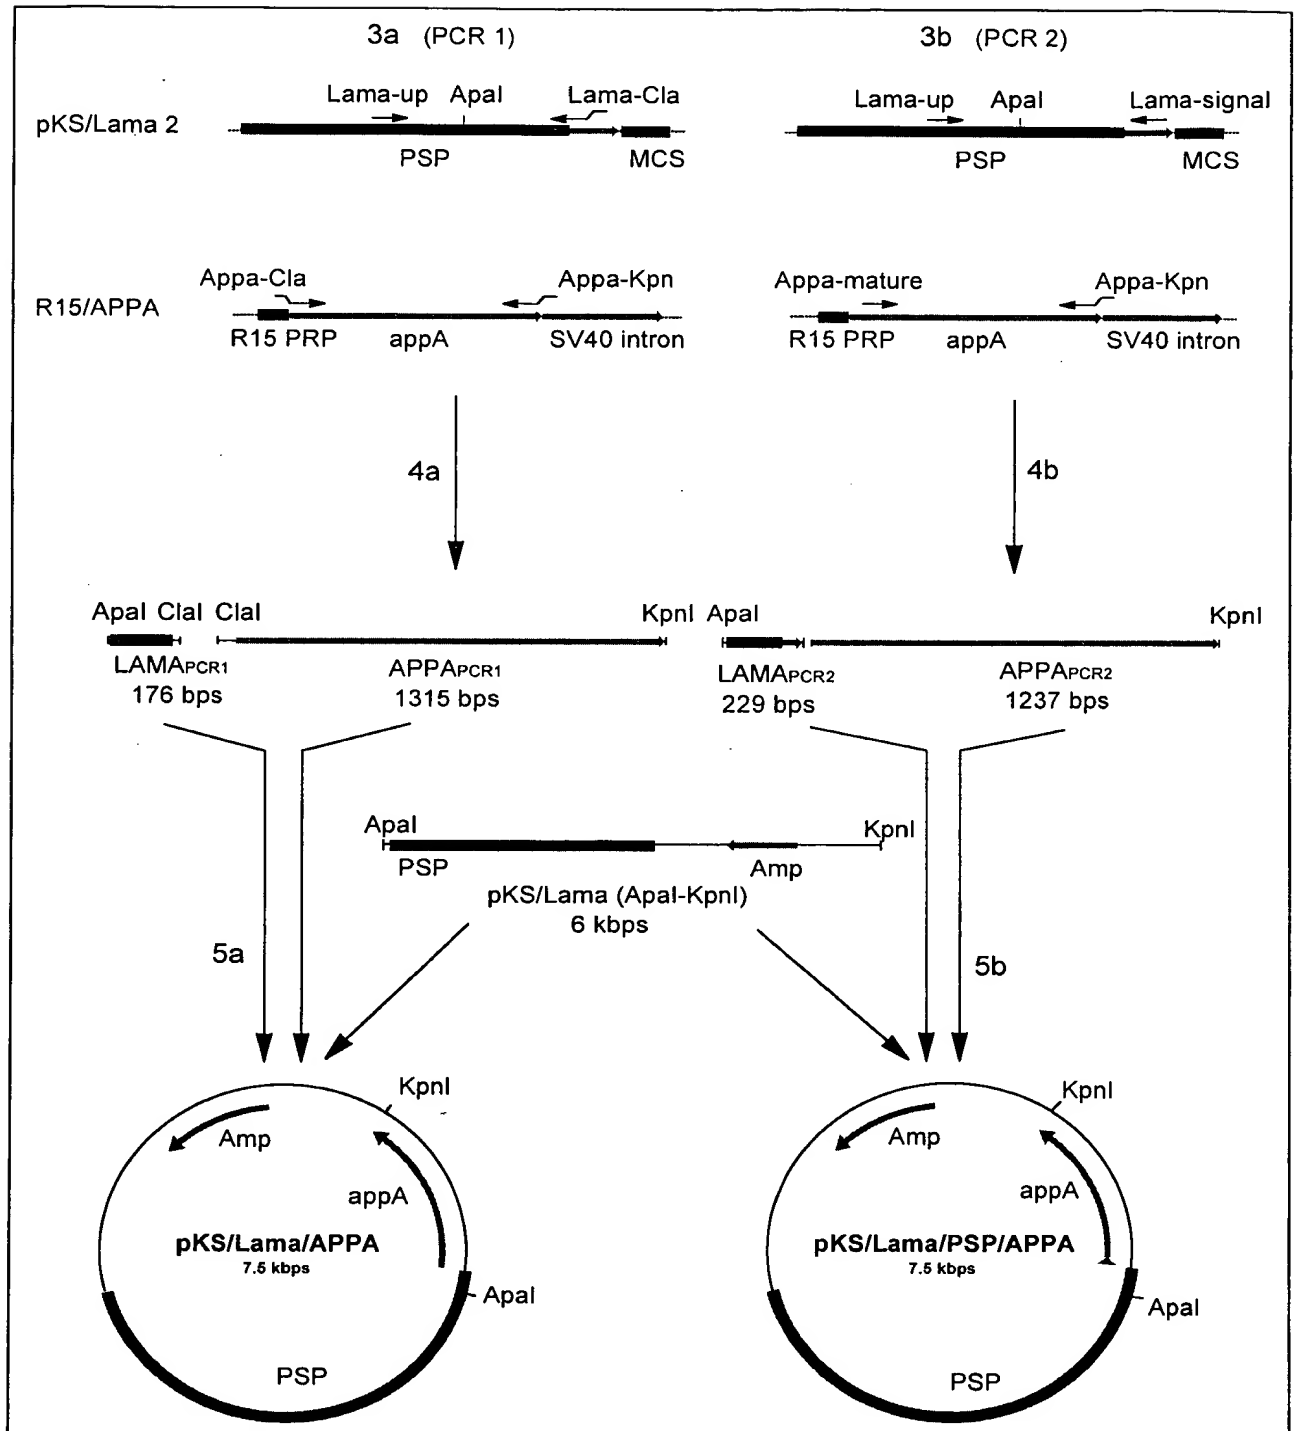 3a (PCR 1) 3b (PCR 2)
Lama-up ApaI Lama-Cla Lama-up ApaI Lama-signal
pKS/Lama 2
PSP MCS PSP MCS
Appa-Cla Appa-Kpn Appa-mature Appa-Kpn
R15/APPA
R15 PRP appA SV40 intron R15 PRP appA SV40 intron
4a 4b
ApaI ClaI ClaI KpnI ApaI KpnI
LAMAPCR1 APPAPCR1 LAMAPCR2 APPAPCR2
176 bps 1315 bps 229 bps 1237 bps
ApaI KpnI
PSP Amp
pKS/Lama (ApaI-KpnI)
6 kbps
5a 5b
KpnI KpnI
Amp Amp
appA appA
pKS/Lama/APPA pKS/Lama/PSP/APPA
7.5 kbps 7.5 kbps
ApaI ApaI
PSP PSP